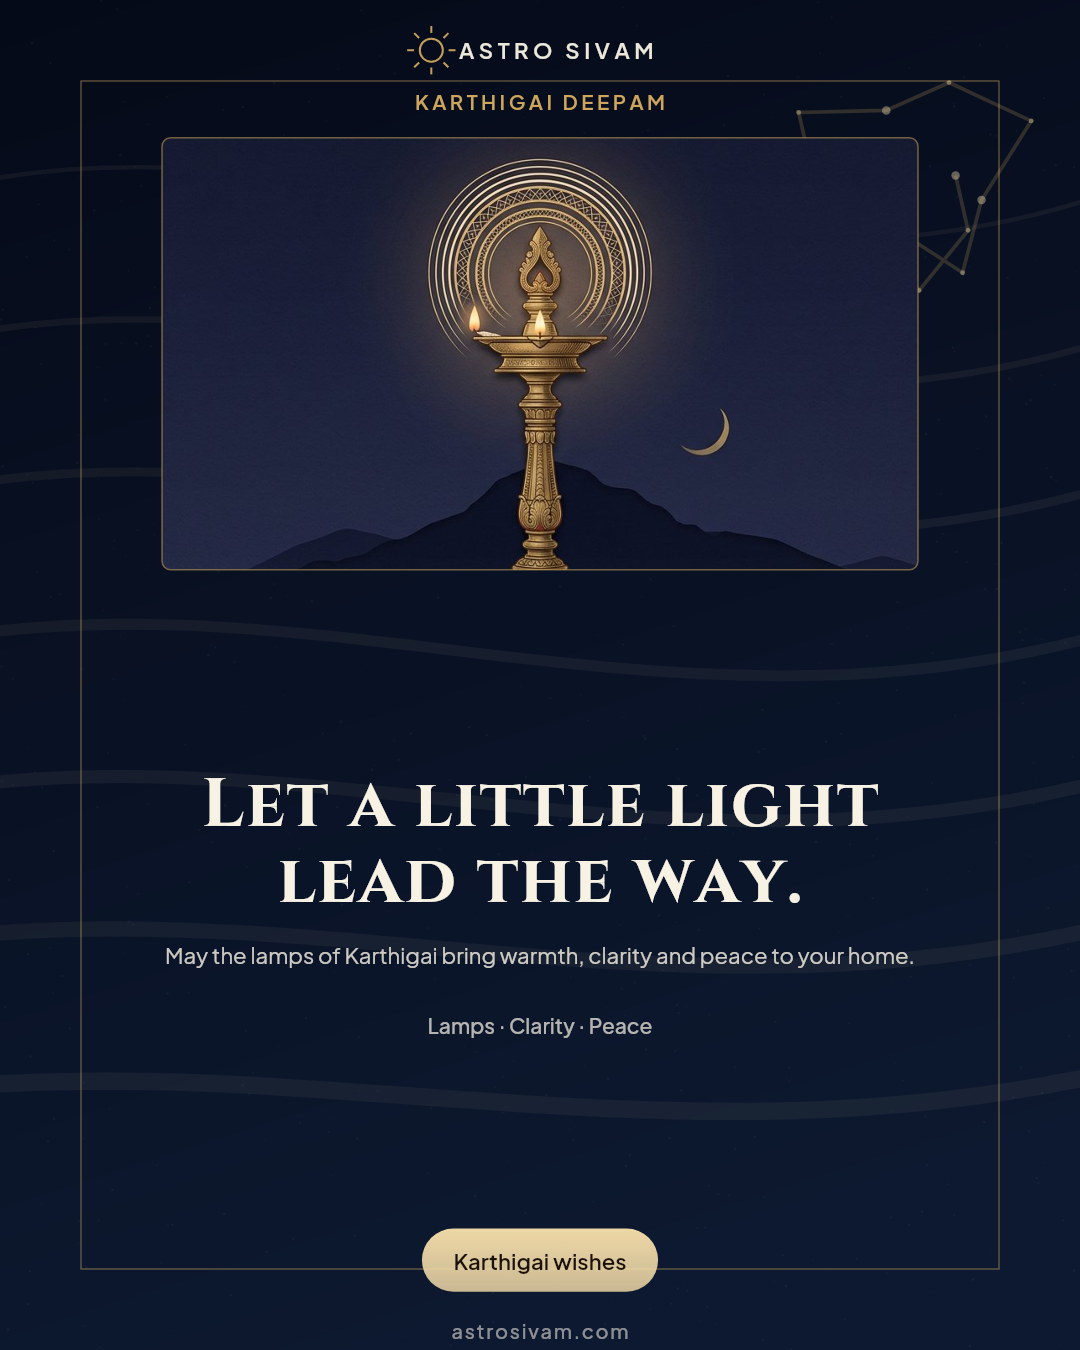 ASTRO SIVAM
KARTHIGAI DEEPAM
LET A LITTLE LIGHT
LEAD THE WAY.
May the lamps of Karthigai bring warmth, clarity and peace to your home.
Lamps · Clarity · Peace
Karthigai wishes
astrosivam.com